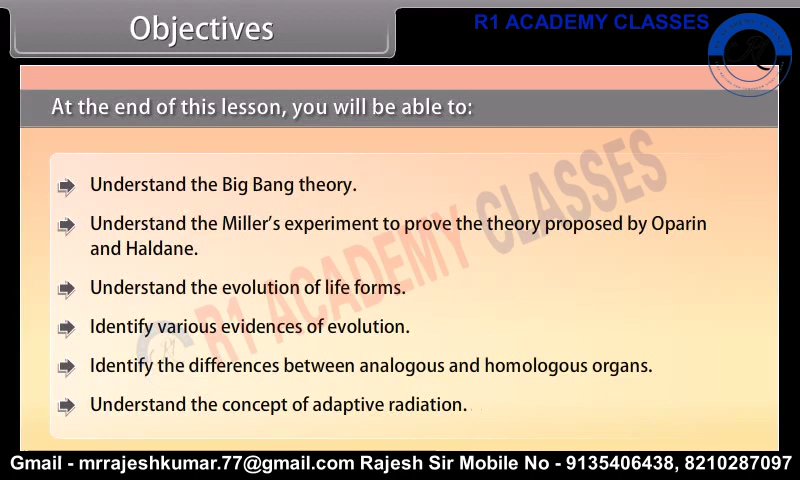 Objectives
R1 ACADEMY CLASSES
At the end of this lesson, you will be able to:
Understand the Big Bang theory.
Understand the Miller's experiment to prove the theory proposed by Oparin
and Haldane.
Understand the evolution of life forms.
Identify various evidences of evolution.
Identify the differences between analogous and homologous organs.
Understand the concept of adaptive radiation.
R1 ACADEMY CLASSES
Gmail - mrrajeshkumar.77@gmail.com Rajesh Sir Mobile No - 9135406438, 8210287097